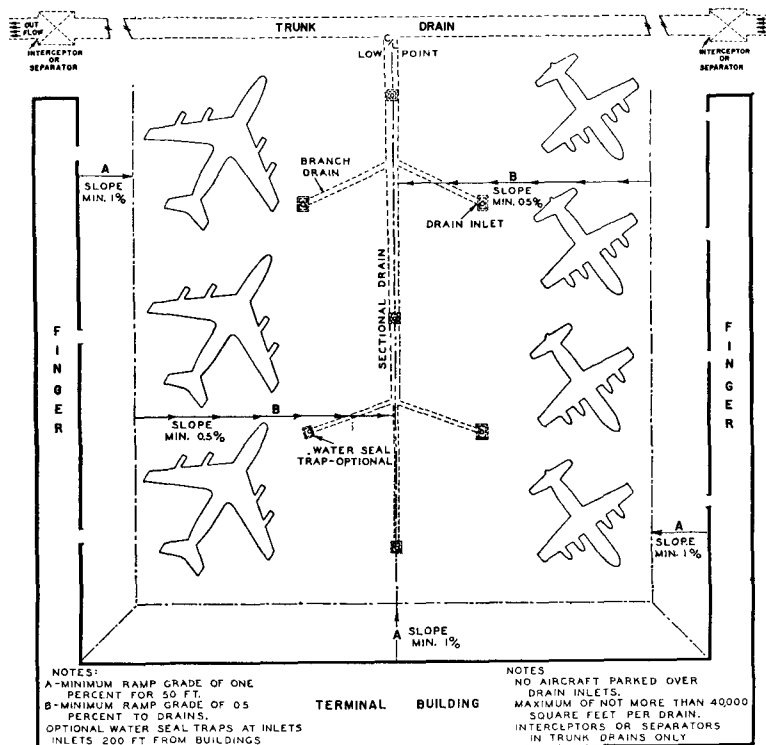 OUT
FLOW
INTERCEPTOR
OR
SEPARATOR
TRUNK DRAIN
C/L
LOW POINT
INTERCEPTOR
OR
SEPARATOR
A
SLOPE
MIN. 1%
BRANCH
DRAIN
B
SLOPE
MIN. 0.5%
DRAIN INLET
SECTIONAL DRAIN
FINGER
FINGER
B
SLOPE
MIN. 0.5%
WATER SEAL
TRAP-OPTIONAL
A
SLOPE
MIN. 1%
A SLOPE
MIN. 1%
NOTES:
A-MINIMUM RAMP GRADE OF ONE
PERCENT FOR 50 FT.
B-MINIMUM RAMP GRADE OF 0.5
PERCENT TO DRAINS.
OPTIONAL WATER SEAL TRAPS AT INLETS
INLETS 200 FT FROM BUILDINGS
TERMINAL BUILDING
NOTES
NO AIRCRAFT PARKED OVER
DRAIN INLETS.
MAXIMUM OF NOT MORE THAN 40,000
SQUARE FEET PER DRAIN.
INTERCEPTORS OR SEPARATORS
IN TRUNK DRAINS ONLY